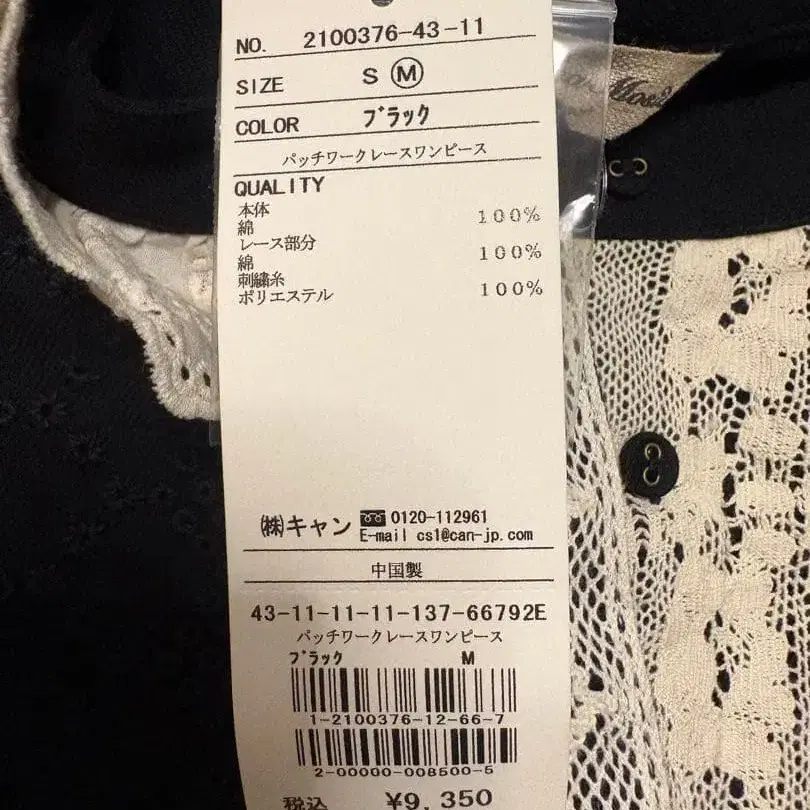 NO. 2100376-43-11
SIZE S Ⓜ
COLOR ブラック
パッチワークレースワンピース
QUALITY
本体
綿 100%
レース部分
綿 100%
刺繍糸
ポリエステル 100%
㈱キャン 0120-112961
E-mail cs1@can-jp.com
中国製
43-11-11-11-137-66792E
パッチワークレースワンピース
ブラック M
1-2100376-12-66-7
2-00000-008500-5
税込 ¥9,350